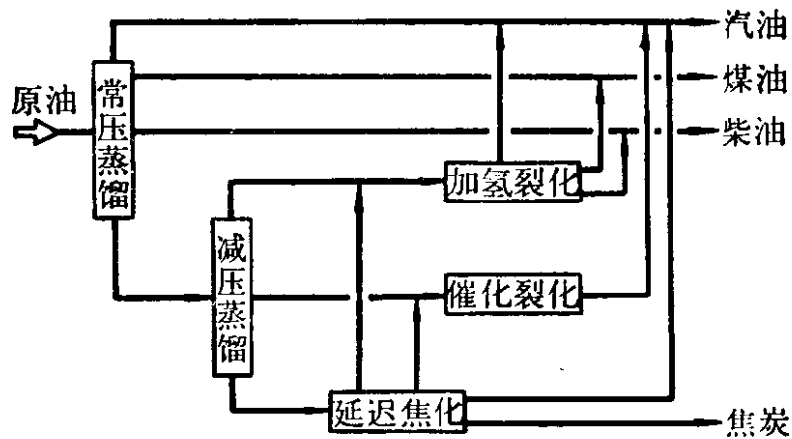 汽油
煤油
原油
常压蒸馏
柴油
加氢裂化
减压蒸馏
催化裂化
延迟焦化
焦炭